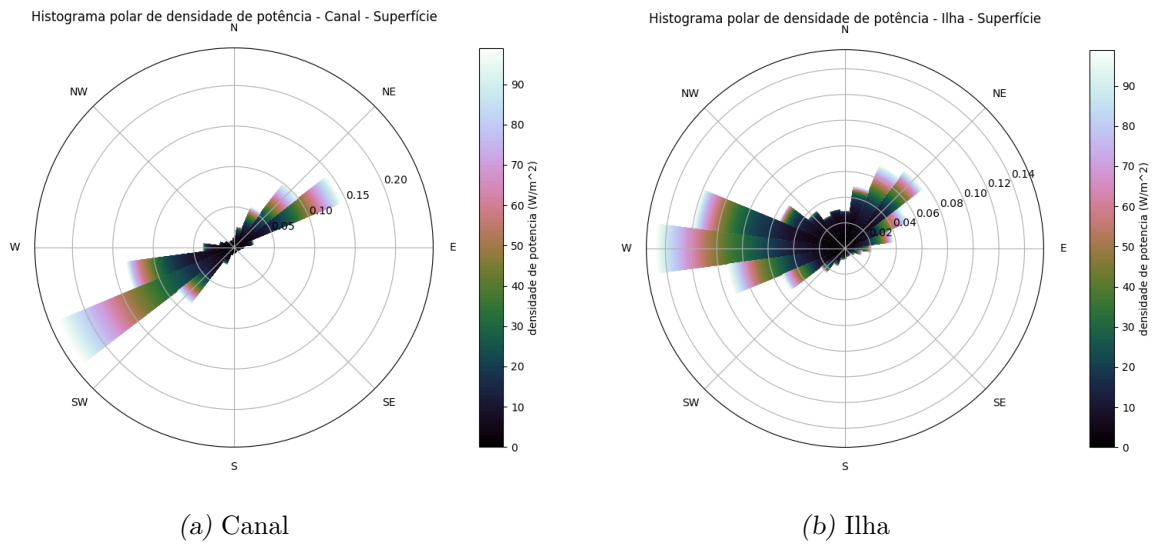 Histograma polar de densidade de potência - Canal - Superfície
N
NW
NE
W
E
SW
SE
S
0.05
0.10
0.15
0.20
90
80
70
60
50
40
30
20
10
0
densidade de potencia (W/m^2)
(a) Canal
Histograma polar de densidade de potência - Ilha - Superfície
N
NW
NE
W
E
SW
SE
S
0.02
0.04
0.06
0.08
0.10
0.12
0.14
90
80
70
60
50
40
30
20
10
0
densidade de potencia (W/m^2)
(b) Ilha